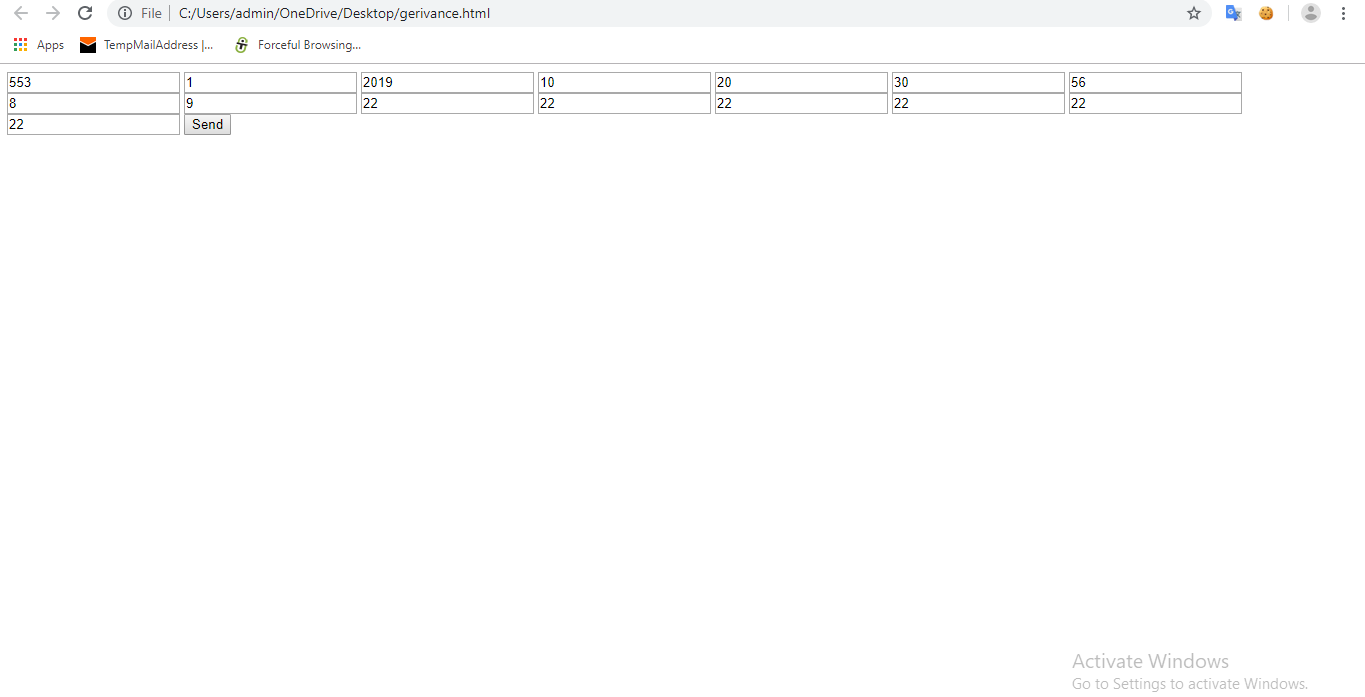 File C:/Users/admin/OneDrive/Desktop/gerivance.html
Apps TempMailAddress |... Forceful Browsing...
553 1 2019 10 20 30 56
8 9 22 22 22 22 22
22 Send
Activate Windows
Go to Settings to activate Windows.